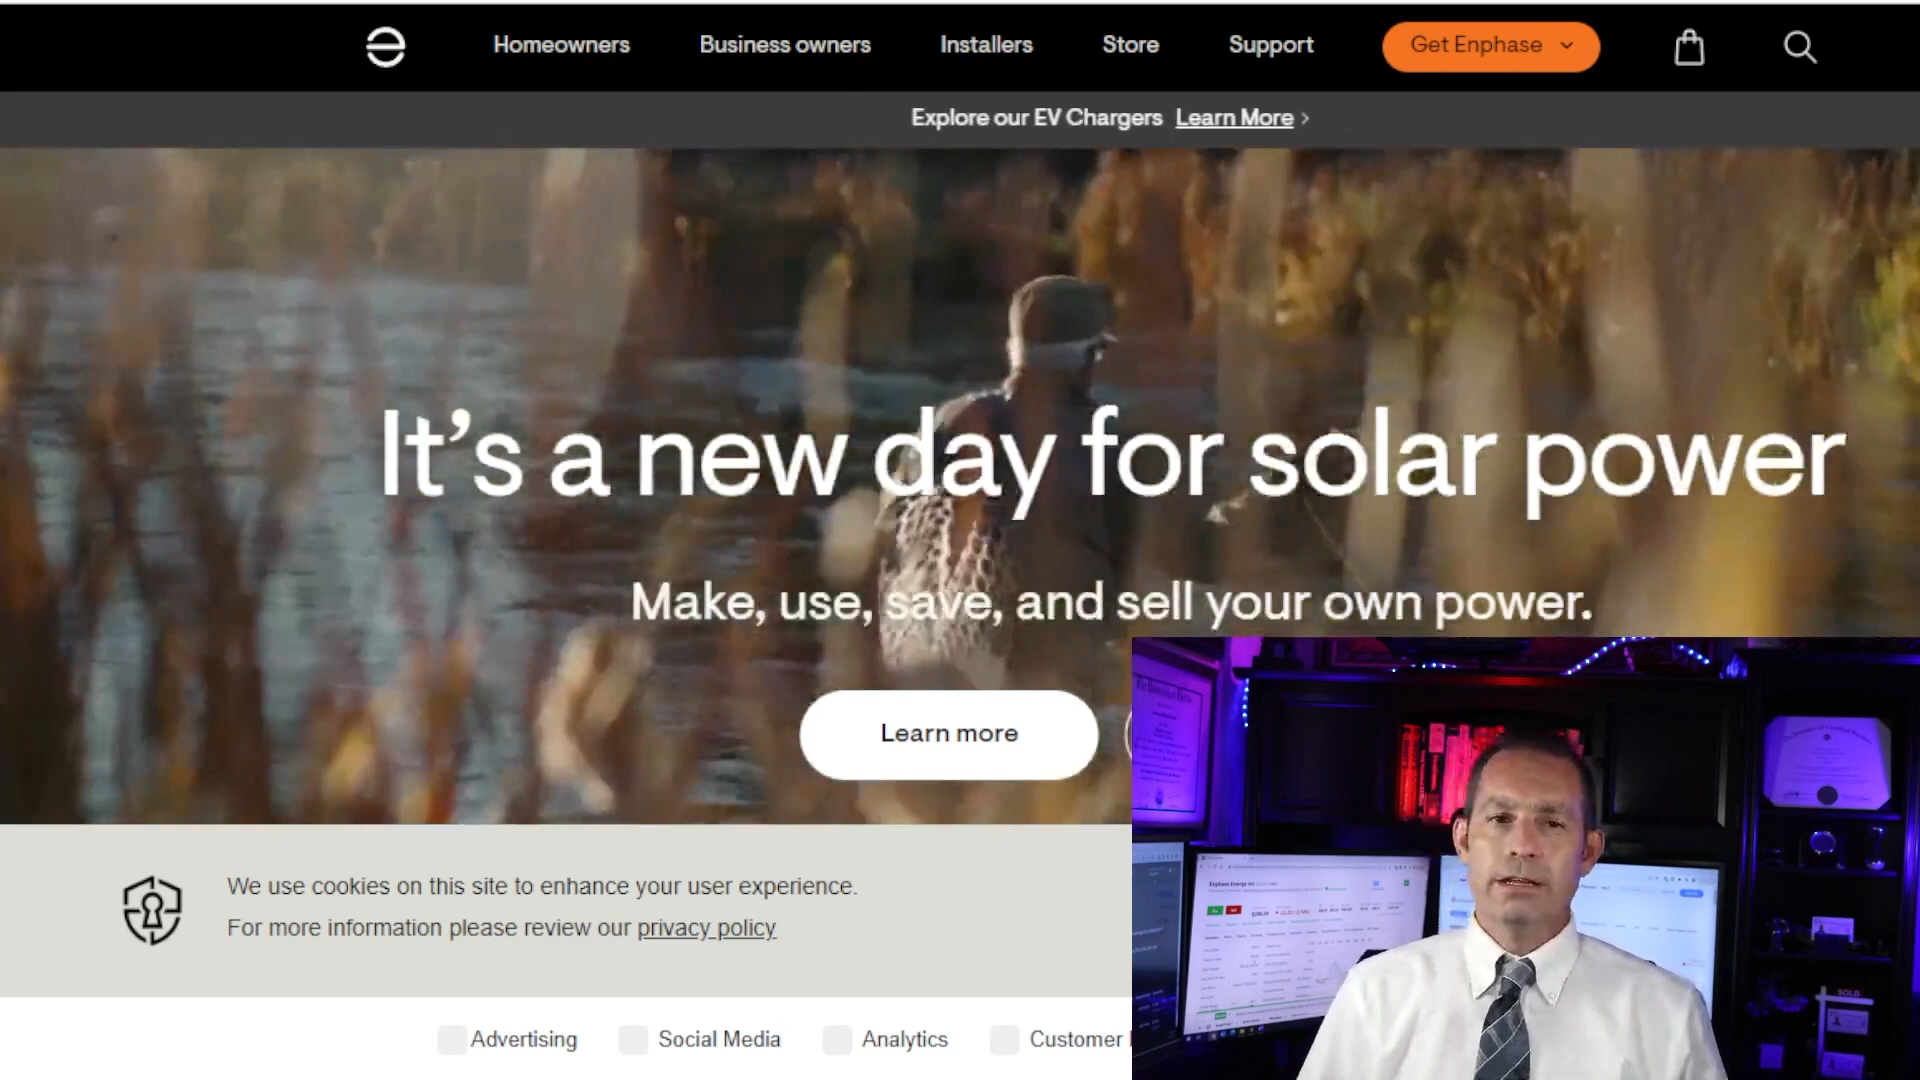 Homeowners
Business owners
Installers
Store
Support
Get Enphase
Explore our EV Chargers Learn More
It’s a new day for solar power
Make, use, save, and sell your own power.
Learn more
We use cookies on this site to enhance your user experience.
For more information please review our privacy policy
Advertising
Social Media
Analytics
Customer
SOLD